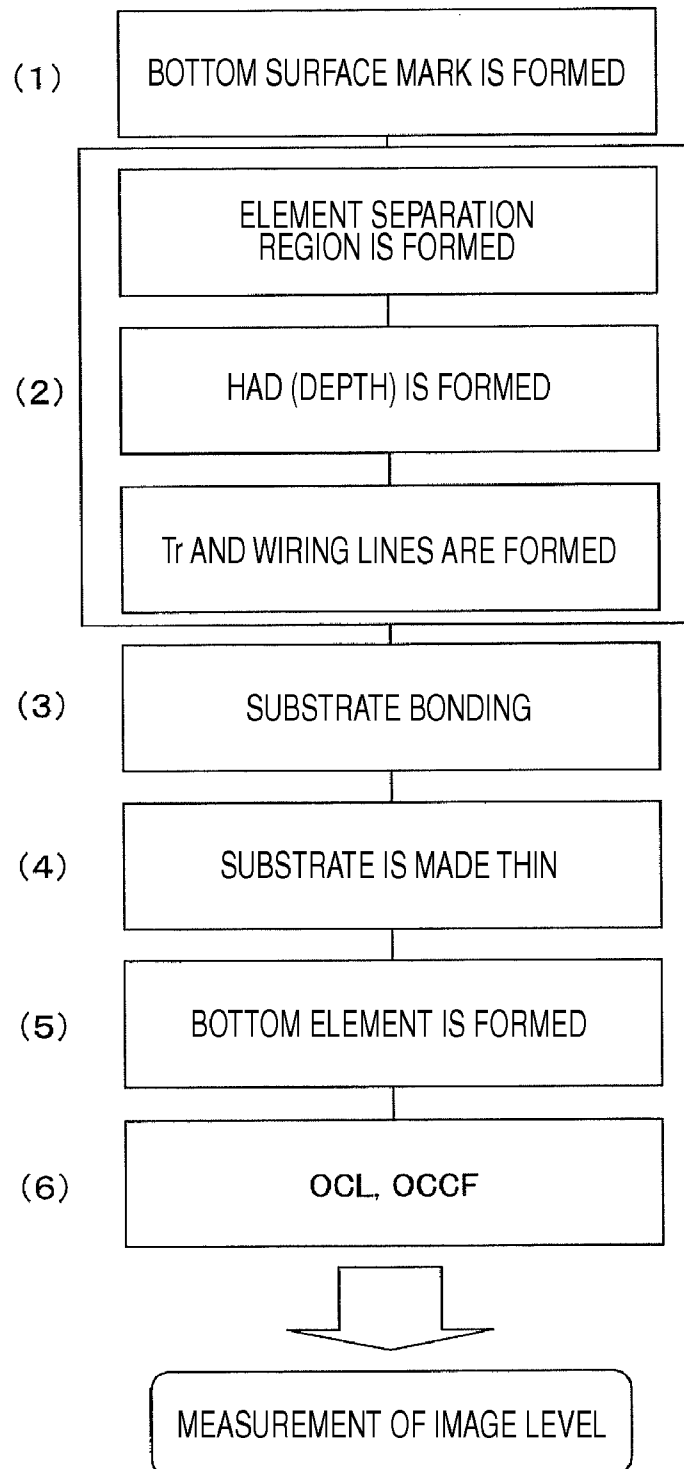 (1)
BOTTOM SURFACE MARK IS FORMED
ELEMENT SEPARATION
REGION IS FORMED
(2)
HAD (DEPTH) IS FORMED
Tr AND WIRING LINES ARE FORMED
(3)
SUBSTRATE BONDING
(4)
SUBSTRATE IS MADE THIN
(5)
BOTTOM ELEMENT IS FORMED
(6)
OCL, OCCF
MEASUREMENT OF IMAGE LEVEL